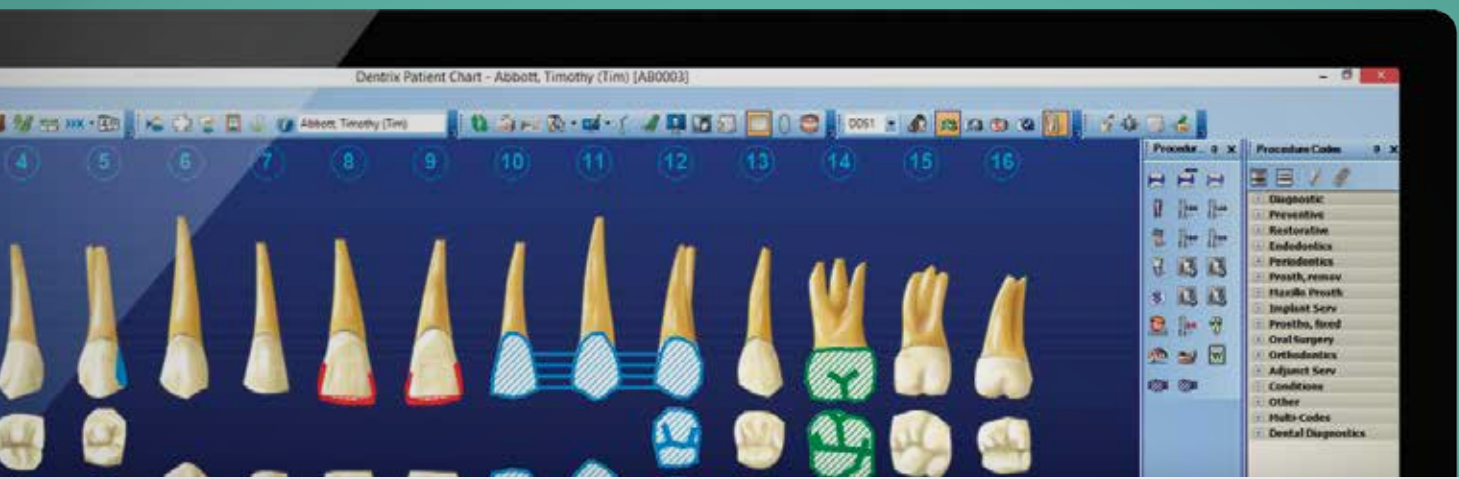 Dentrix Patient Chart - Abbott, Timothy (Tim) [AB0003]
Abbott, Timothy (Tim)
DDS1
4 5 6 7 8 9 10 11 12 13 14 15 16
Procedur...
Procedure Codes
Diagnostic
Preventive
Restorative
Endodontics
Periodontics
Prosth, remov
Maxillo Prosth
Implant Serv
Prostho, fixed
Oral Surgery
Orthodontics
Adjunct Serv
Conditions
Other
Multi-Codes
Dental Diagnostics